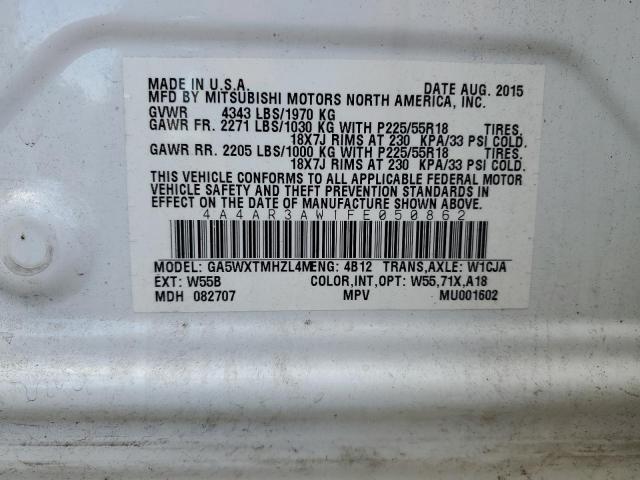 MADE IN U.S.A. DATE AUG. 2015
MFD BY MITSUBISHI MOTORS NORTH AMERICA, INC.
GVWR 4343 LBS/1970 KG
GAWR FR. 2271 LBS/1030 KG WITH P225/55R18 TIRES,
18X7J RIMS AT 230 KPA/33 PSI COLD.
GAWR RR. 2205 LBS/1000 KG WITH P225/55R18 TIRES,
18X7J RIMS AT 230 KPA/33 PSI COLD.
THIS VEHICLE CONFORMS TO ALL APPLICABLE FEDERAL MOTOR
VEHICLE SAFETY AND THEFT PREVENTION STANDARDS IN
EFFECT ON THE DATE OF MANUFACTURE SHOWN ABOVE.
4A4AR3AW1FE050862
MODEL: GA5WXTMHZL4M ENG: 4B12 TRANS,AXLE: W1CJA
EXT: W55B COLOR,INT,OPT: W55,71X,A18
MDH 082707 MPV MU001602